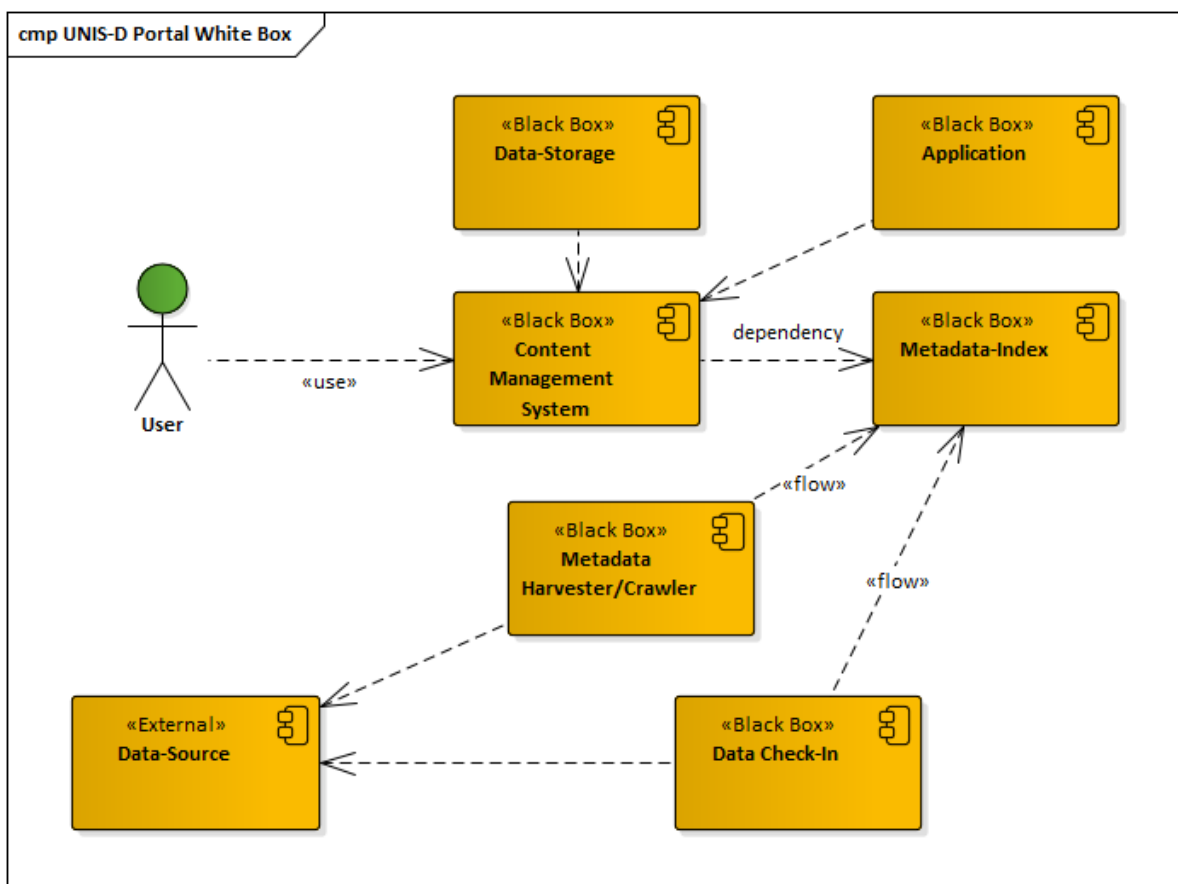 cmp UNIS-D Portal White Box
«Black Box»
Data-Storage
«Black Box»
Application
«Black Box»
Content
Management
System
dependency
«Black Box»
Metadata-Index
«use»
User
«flow»
«Black Box»
Metadata
Harvester/Crawler
«flow»
«External»
Data-Source
«Black Box»
Data Check-In